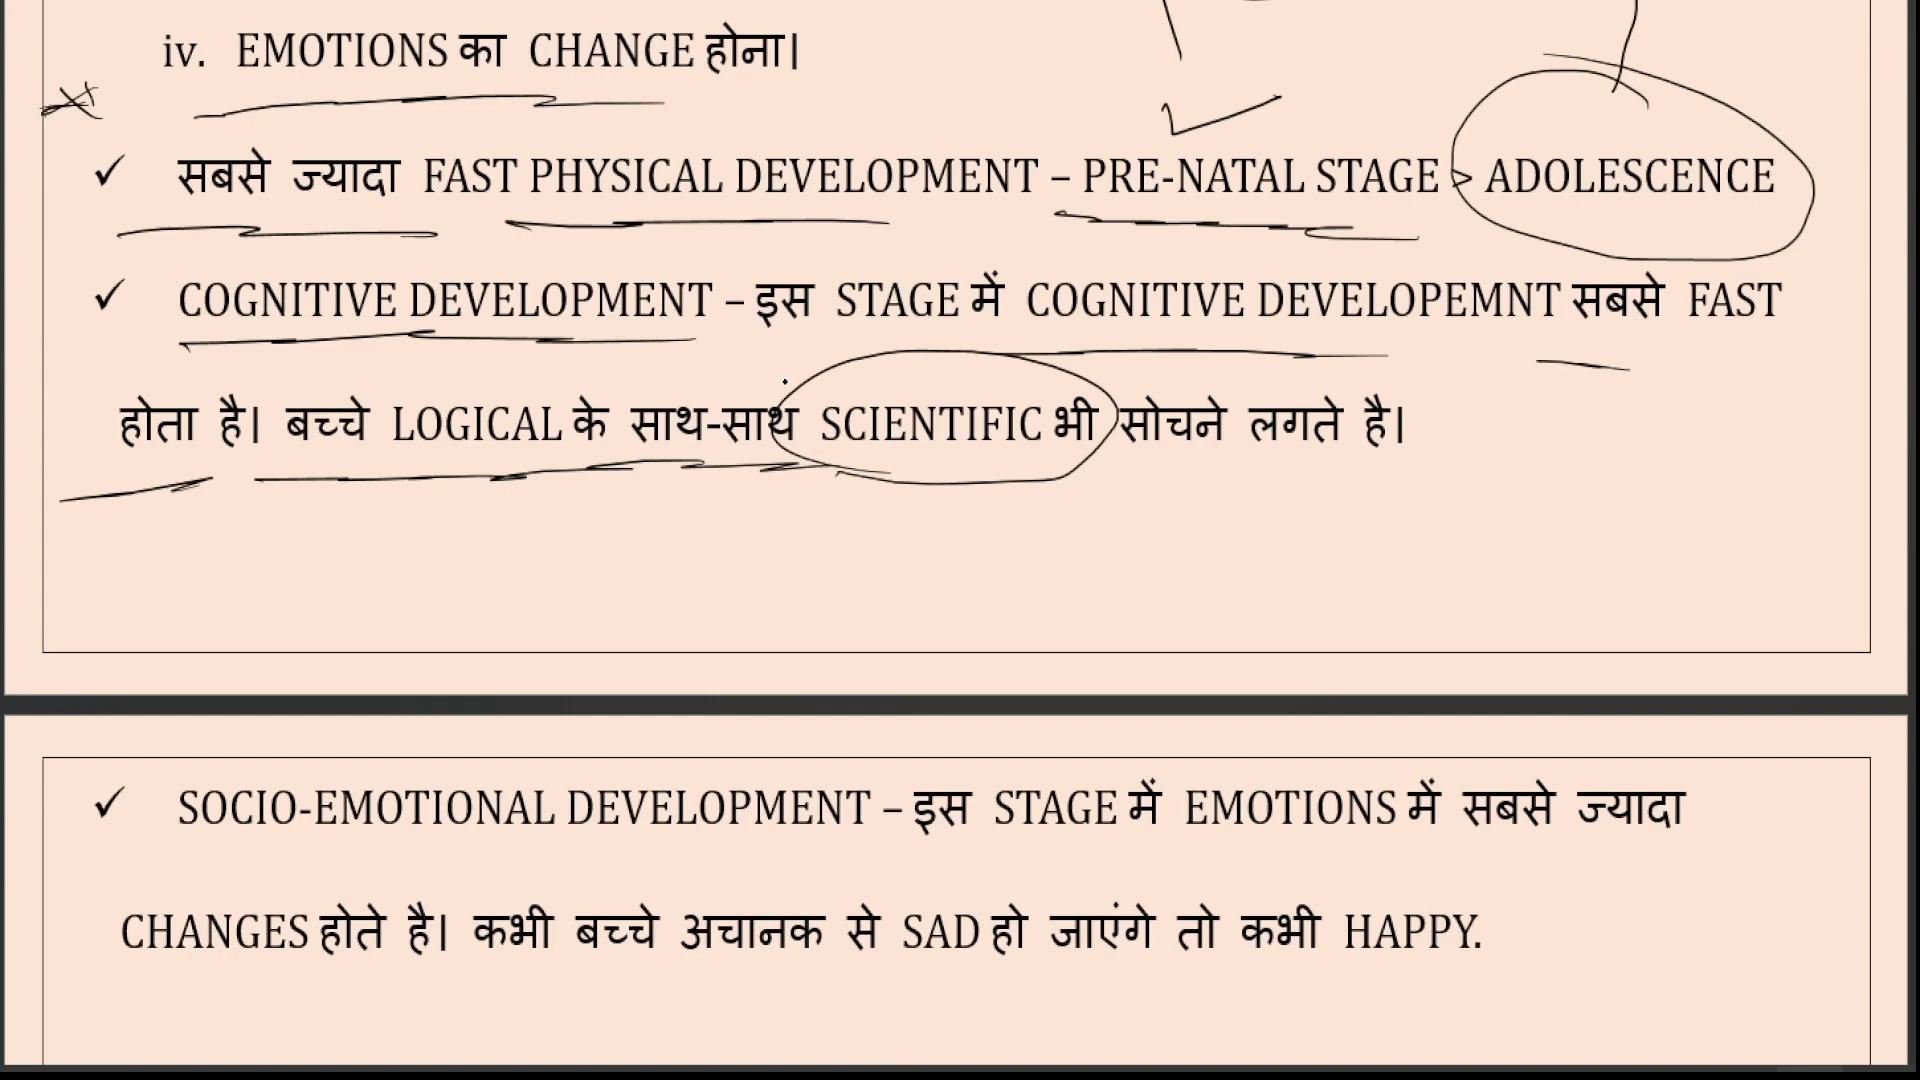 iv. EMOTIONS का CHANGE होना।
✓ सबसे ज्यादा FAST PHYSICAL DEVELOPMENT – PRE-NATAL STAGE > ADOLESCENCE
✓ COGNITIVE DEVELOPMENT – इस STAGE में COGNITIVE DEVELOPEMNT सबसे FAST
होता है। बच्चे LOGICAL के साथ-साथ SCIENTIFIC भी सोचने लगते है।
✓ SOCIO-EMOTIONAL DEVELOPMENT – इस STAGE में EMOTIONS में सबसे ज्यादा
CHANGES होते है। कभी बच्चे अचानक से SAD हो जाएंगे तो कभी HAPPY.